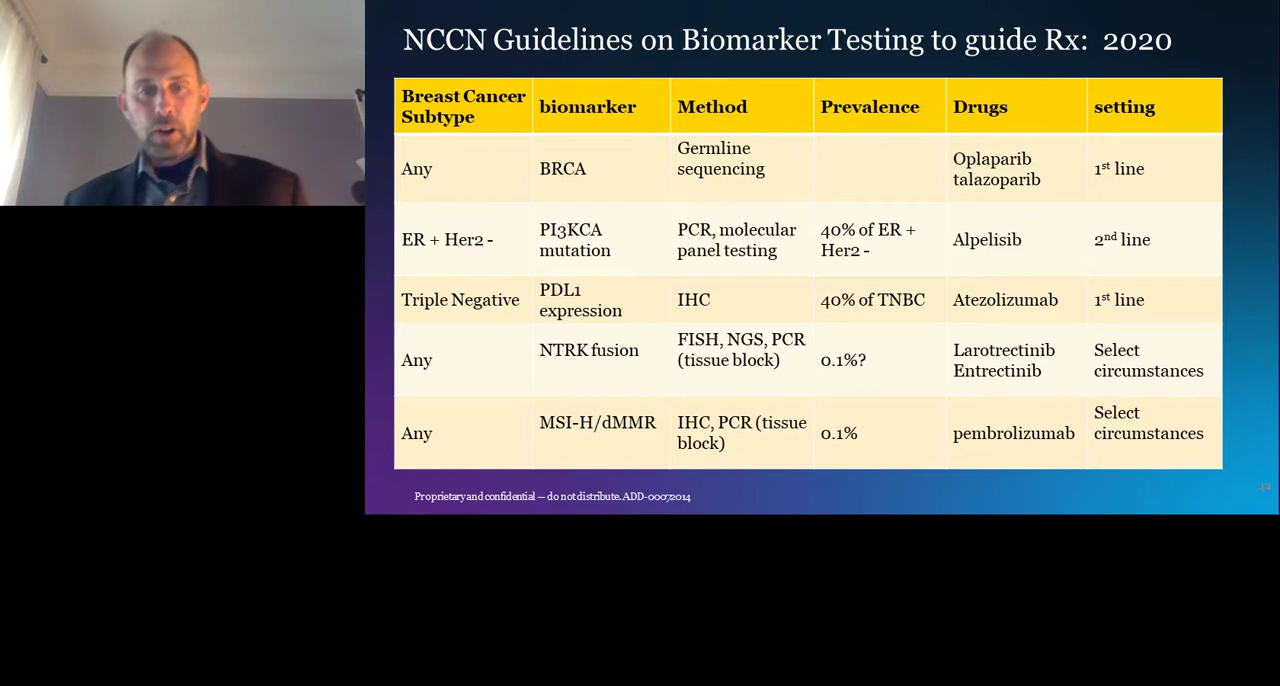 NCCN Guidelines on Biomarker Testing to guide Rx: 2020
Breast Cancer
Subtype
biomarker
Method
Prevalence
Drugs
setting
Any
BRCA
Germline
sequencing
Oplaparib
talazoparib
1st line
ER + Her2 -
PI3KCA
mutation
PCR, molecular
panel testing
40% of ER +
Her2 -
Alpelisib
2nd line
Triple Negative
PDL1
expression
IHC
40% of TNBC
Atezolizumab
1st line
Any
NTRK fusion
FISH, NGS, PCR
(tissue block)
0.1%?
Larotrectinib
Entrectinib
Select
circumstances
Any
MSI-H/dMMR
IHC, PCR (tissue
block)
0.1%
pembrolizumab
Select
circumstances
Proprietary and confidential — do not distribute. ADD-00072014
42